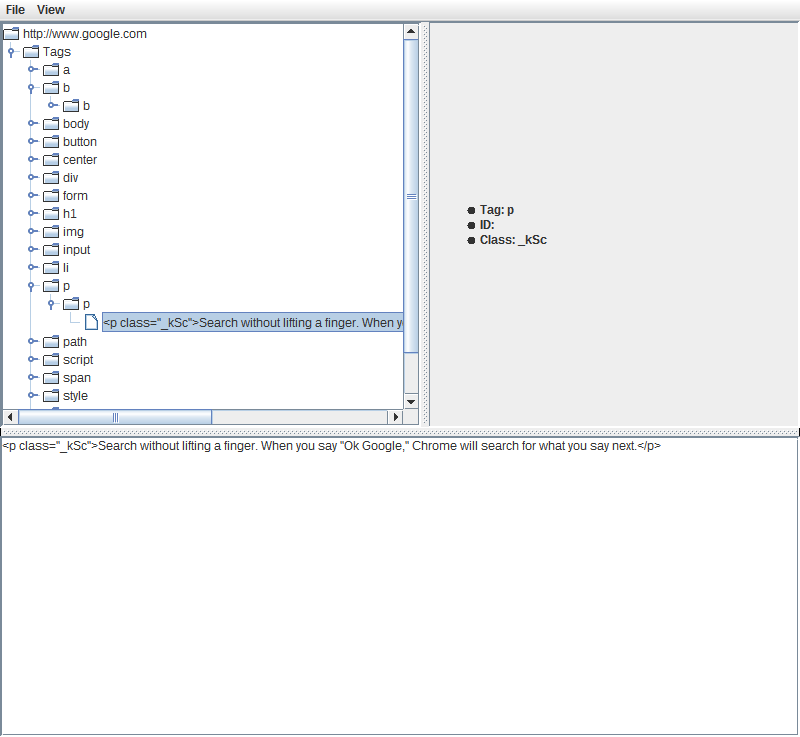 File View
http://www.google.com
Tags
a
b
b
body
button
center
div
form
h1
img
input
li
p
p
<p class="_kSc">Search without lifting a finger. When yo
path
script
span
style
Tag: p
ID:
Class: _kSc
<p class="_kSc">Search without lifting a finger. When you say "Ok Google," Chrome will search for what you say next.</p>